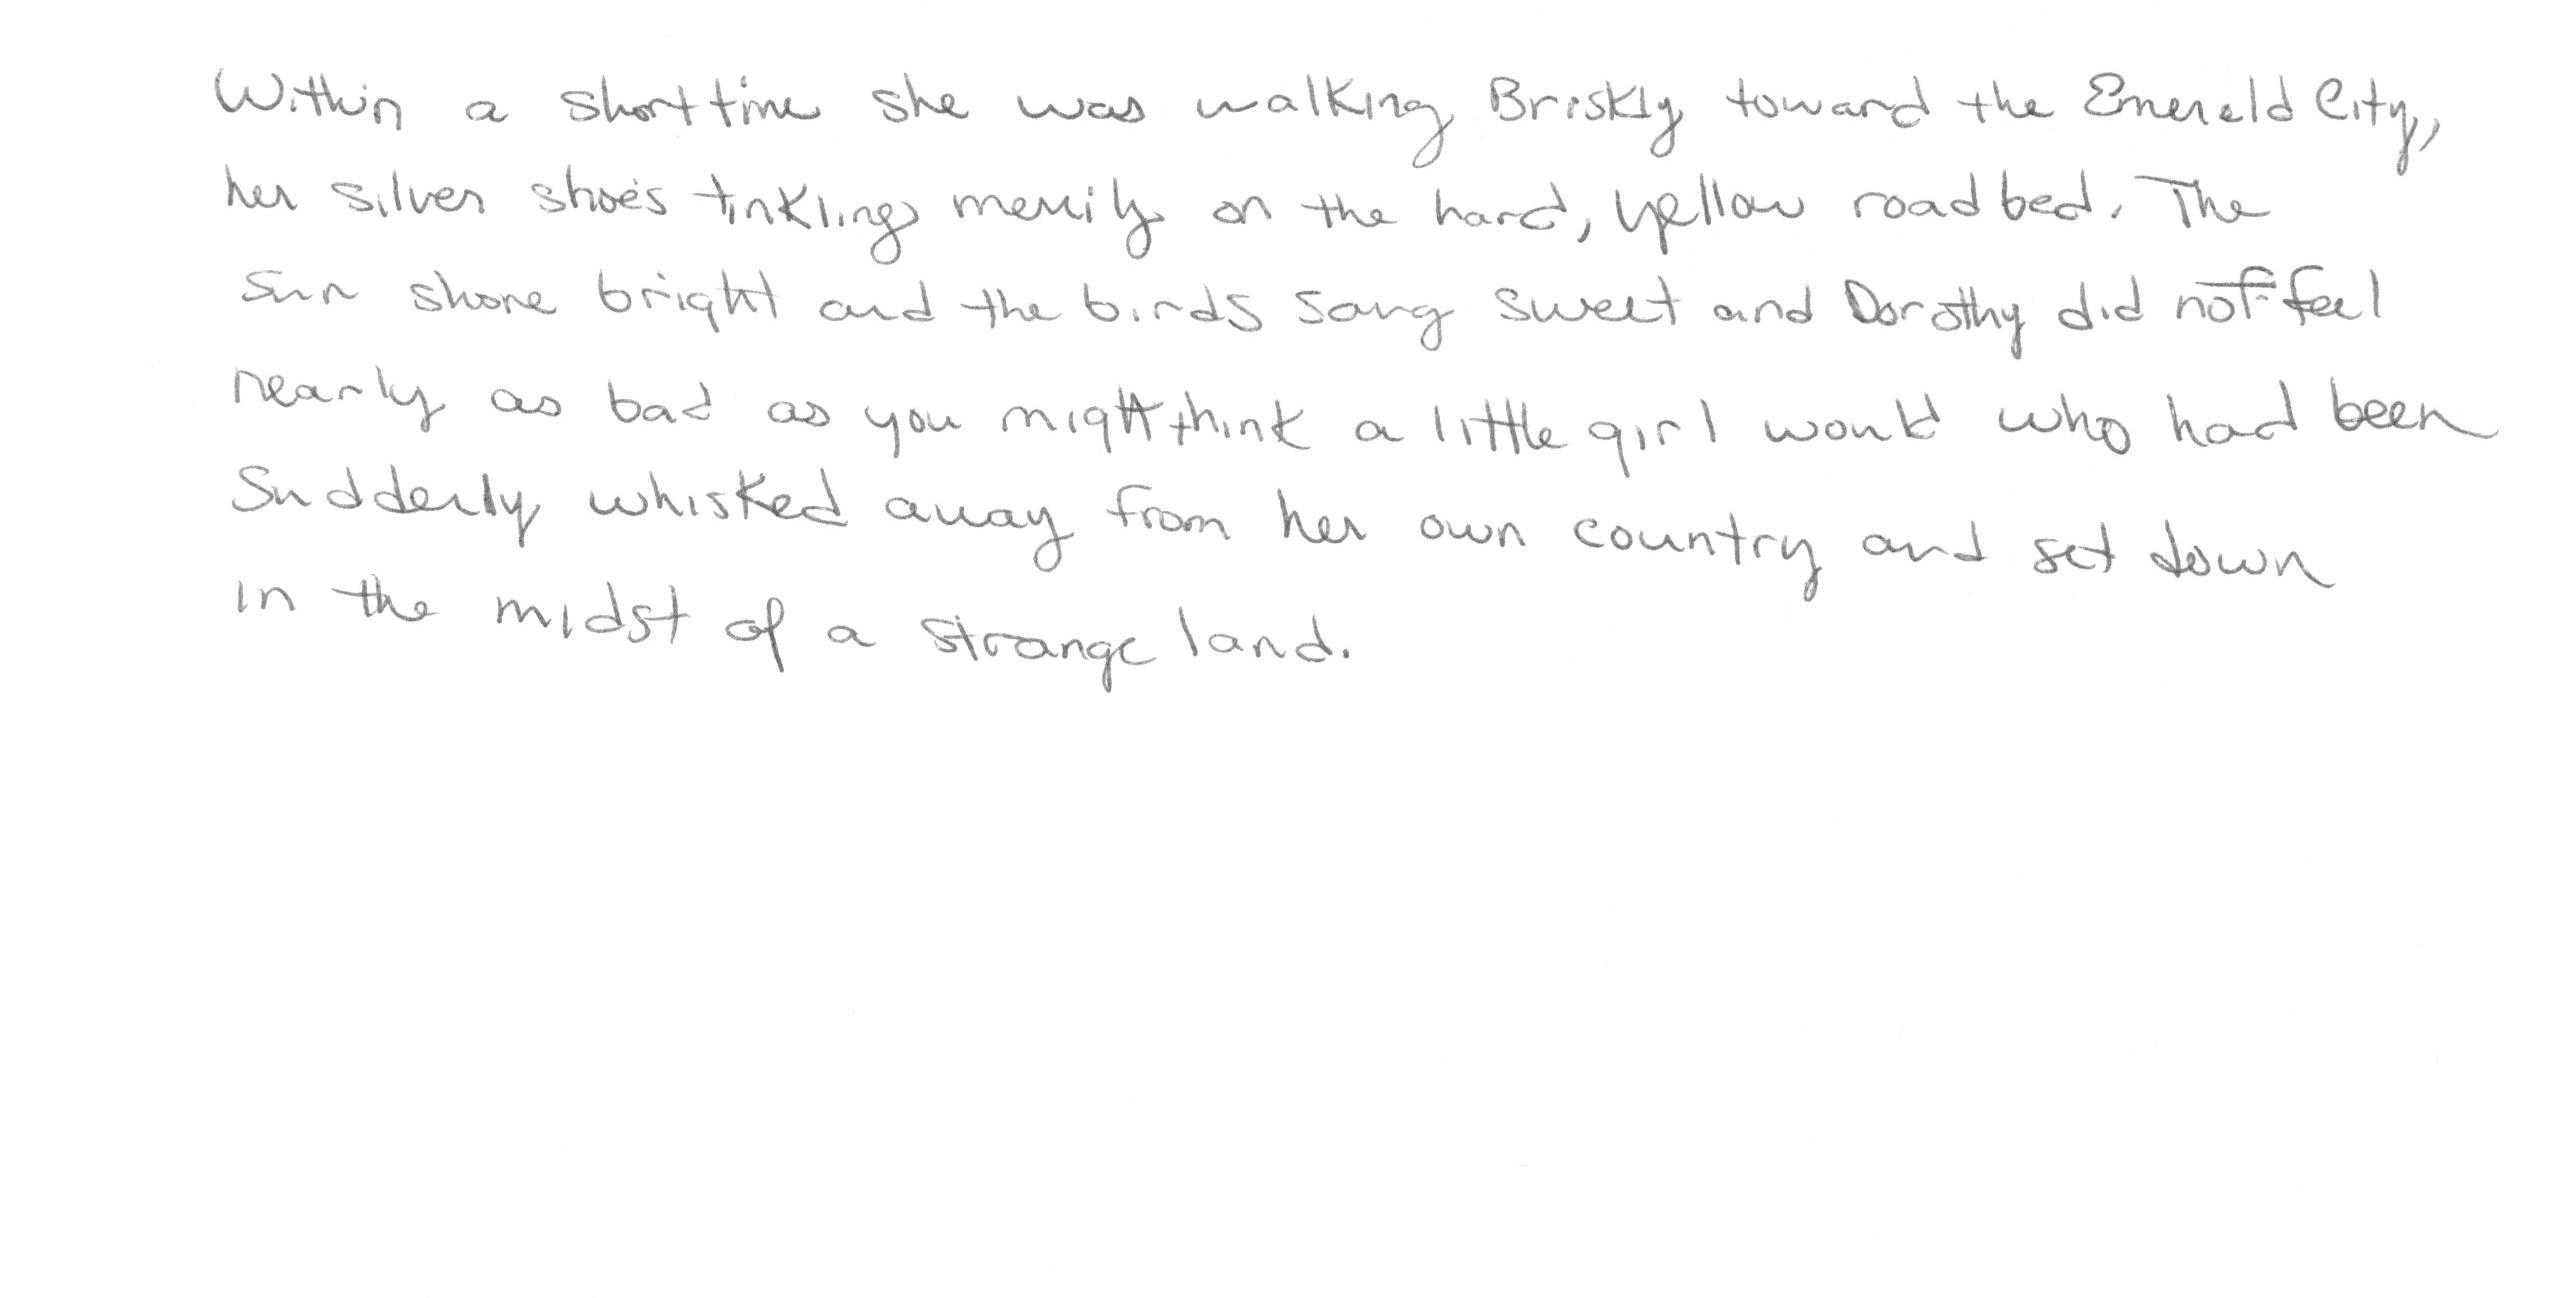 Within a short time she was walking Briskly toward the Emerald City,
her silver shoes tinkling merrily on the hard, yellow road bed. The
Sun shone bright and the birds sang sweet and Dorothy did not feel
nearly as bad as you might think a little girl would who had been
Suddenly whisked away from her own country and set down
in the midst of a strange land.